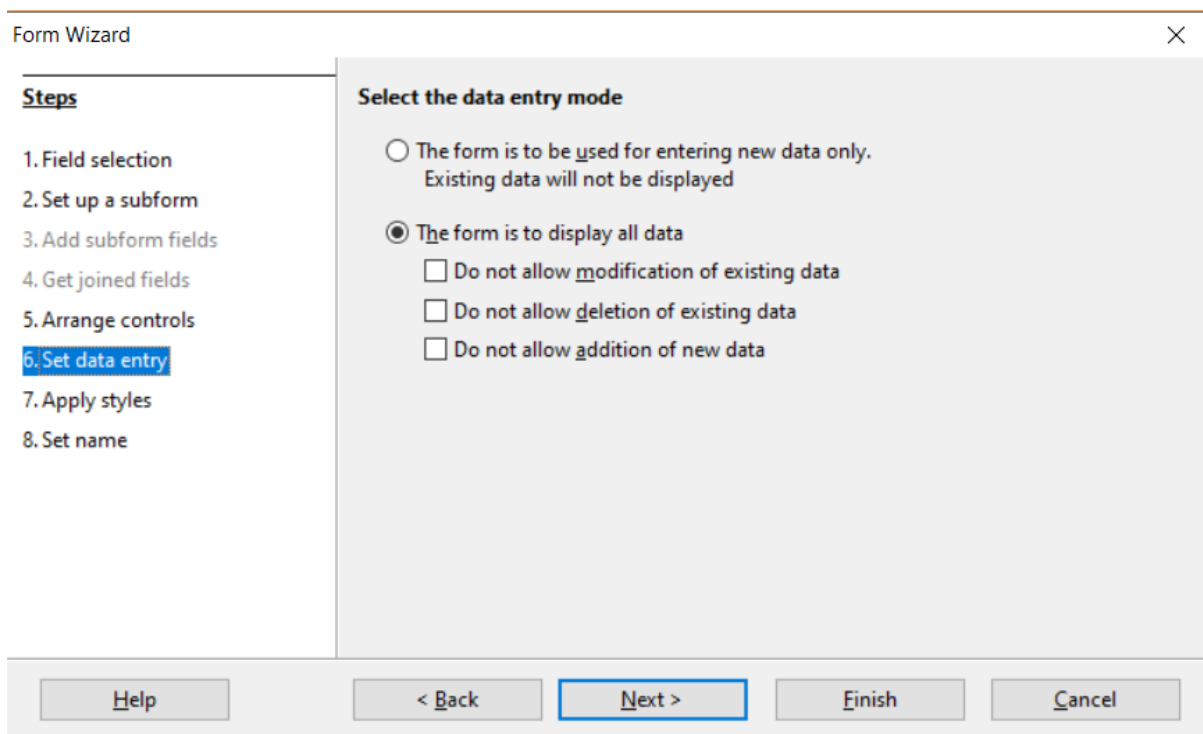 Form Wizard
Steps
1. Field selection
2. Set up a subform
3. Add subform fields
4. Get joined fields
5. Arrange controls
6. Set data entry
7. Apply styles
8. Set name
Select the data entry mode
The form is to be used for entering new data only.
Existing data will not be displayed
The form is to display all data
Do not allow modification of existing data
Do not allow deletion of existing data
Do not allow addition of new data
Help
< Back
Next >
Finish
Cancel